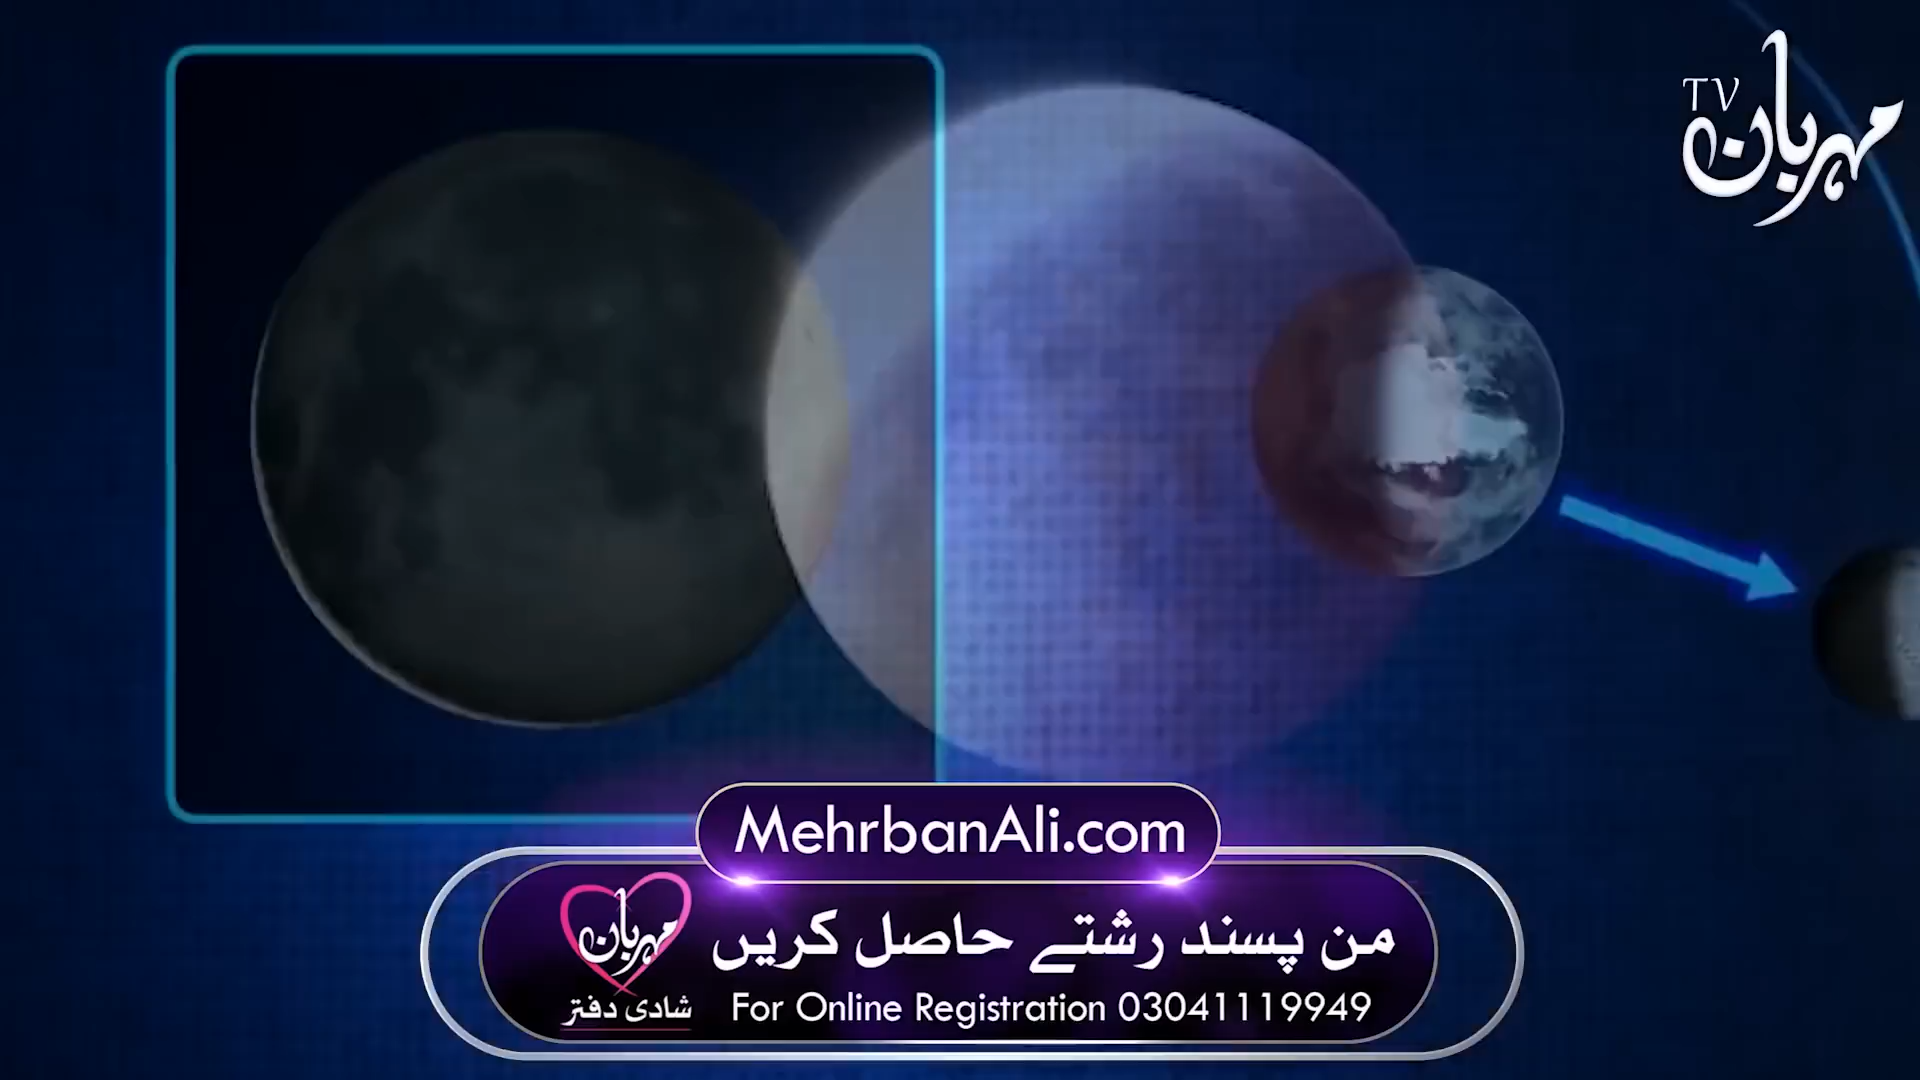 TV
مہربان
MehrbanAli.com
من پسند رشتے حاصل کریں
مہربان
شادی دفتر
For Online Registration 03041119949